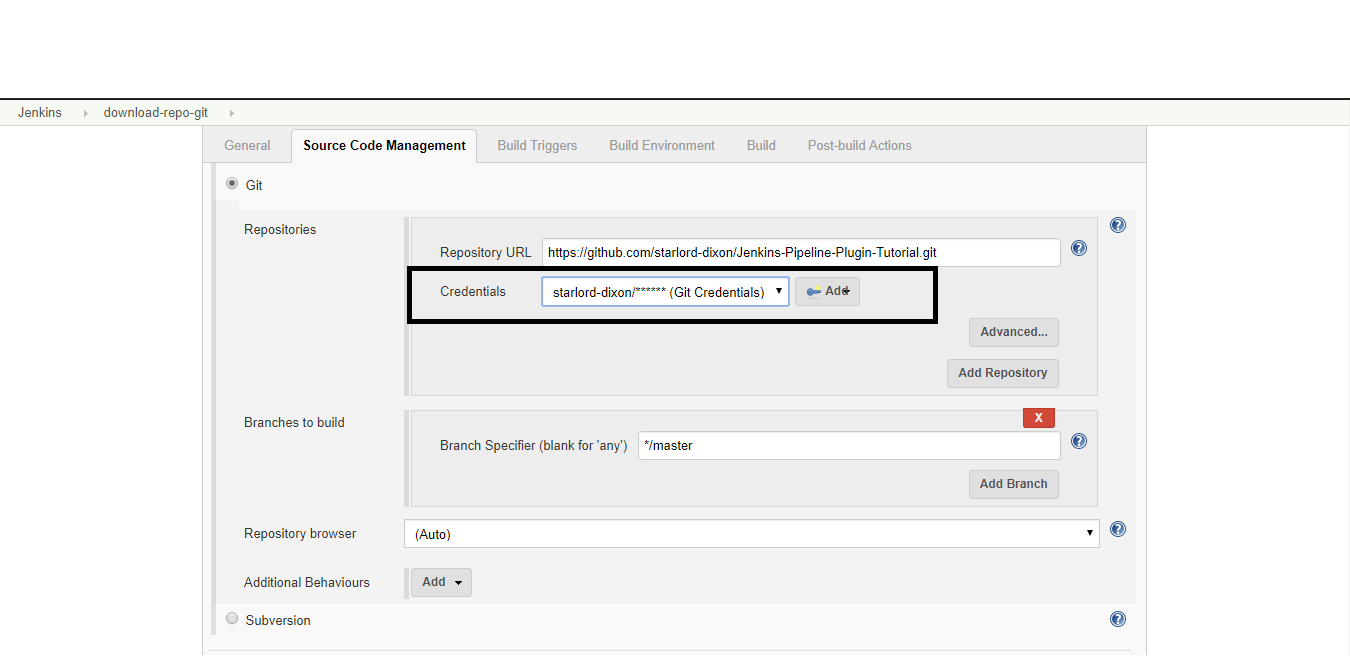 Jenkins download-repo-git
General Source Code Management Build Triggers Build Environment Build Post-build Actions
Git
Repositories
Repository URL https://github.com/starlord-dixon/Jenkins-Pipeline-Plugin-Tutorial.git
Credentials starlord-dixon/****** (Git Credentials) Add
Advanced...
Add Repository
Branches to build
X
Branch Specifier (blank for 'any') */master
Add Branch
Repository browser (Auto)
Additional Behaviours Add
Subversion